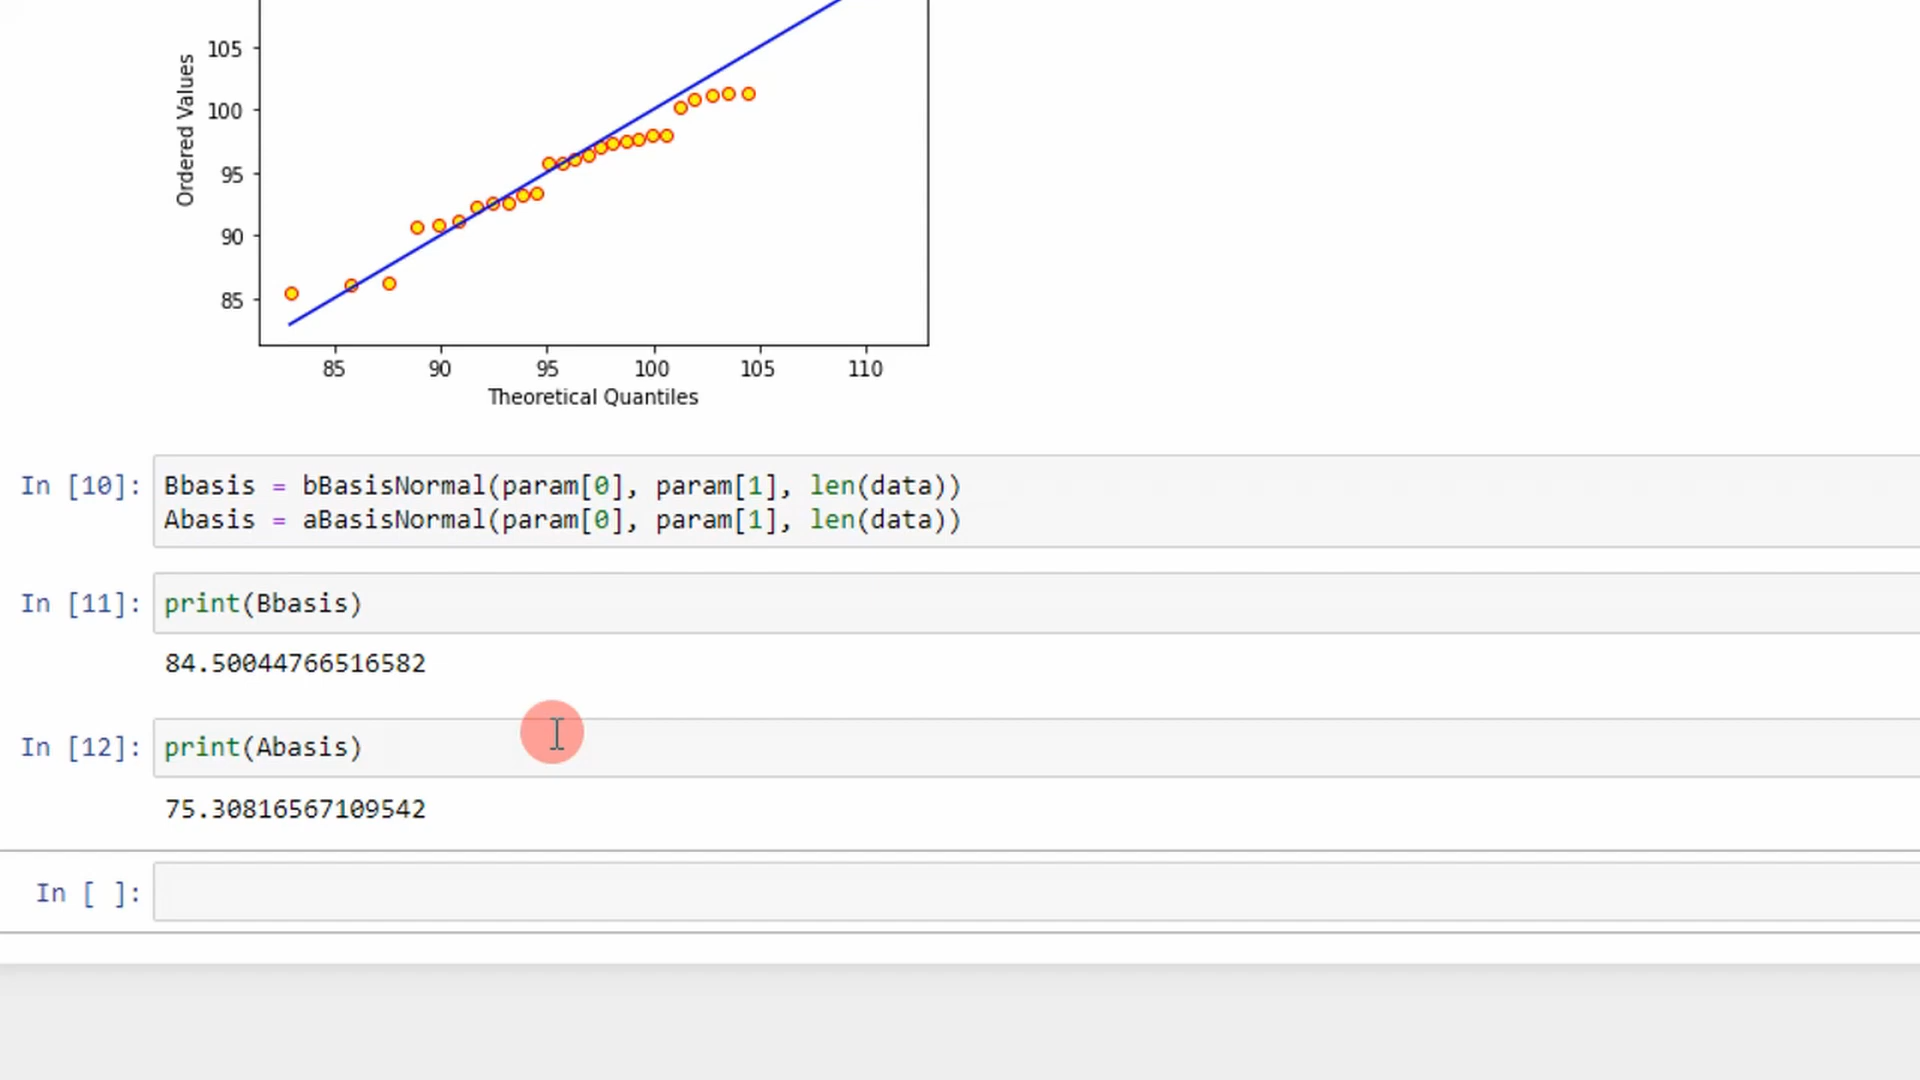 105
100
95
90
85
Ordered Values
85 90 95 100 105 110
Theoretical Quantiles
In [10]: Bbasis = bBasisNormal(param[0], param[1], len(data))
Abasis = aBasisNormal(param[0], param[1], len(data))
In [11]: print(Bbasis)
84.50044766516582
In [12]: print(Abasis)
75.30816567109542
In [ ]: